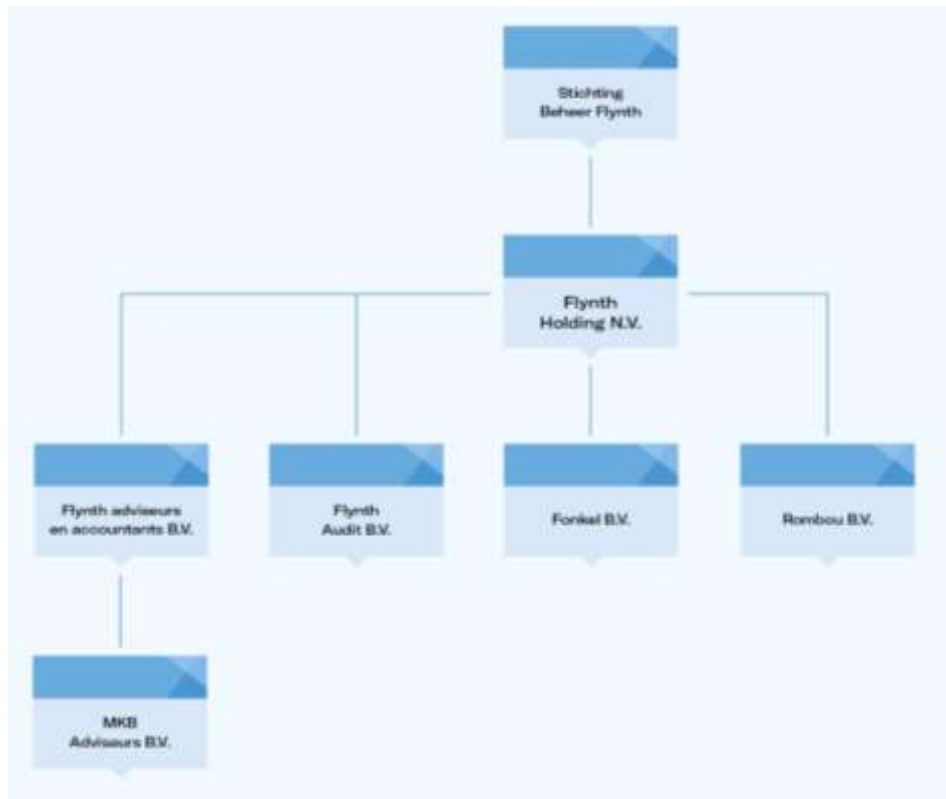 Stichting
Beheer Flynth
Flynth
Holding N.V.
Flynth adviseurs
en accountants B.V.
Flynth
Audit B.V.
Fonkel B.V.
Rombou B.V.
MKB
Adviseurs B.V.